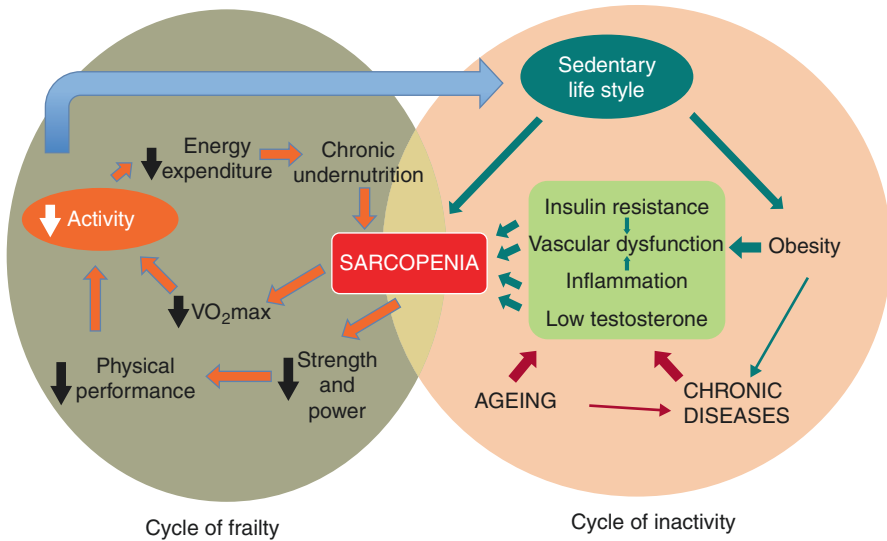 Sedentary
life style
Energy
expenditure
Chronic
undernutrition
Activity
SARCOPENIA
VO₂max
Strength
and
power
Physical
performance
Insulin resistance
Vascular dysfunction
Inflammation
Low testosterone
Obesity
AGEING
CHRONIC
DISEASES
Cycle of frailty
Cycle of inactivity